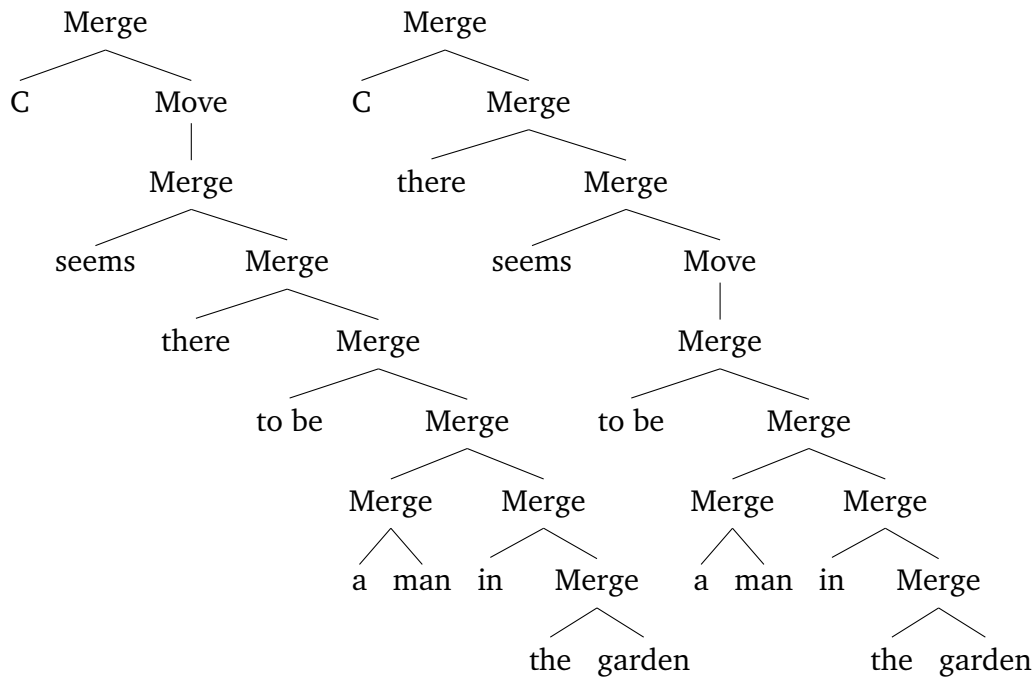 Merge Merge
C Move C Merge
Merge there Merge
seems Merge seems Move
there Merge Merge
to be Merge to be Merge
Merge Merge Merge Merge
a man in Merge a man in Merge
the garden the garden